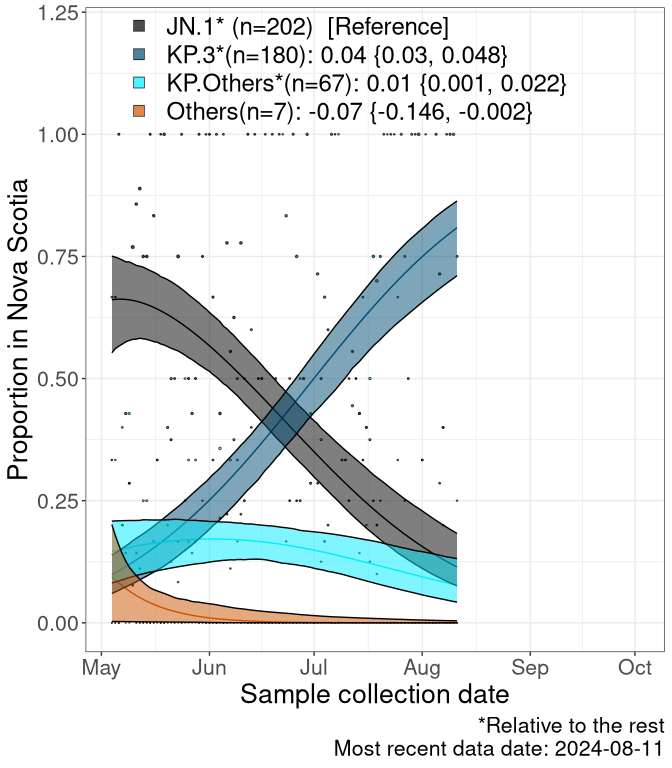 JN.1* (n=202)  [Reference]
KP.3*(n=180): 0.04 {0.03, 0.048}
KP.Others*(n=67): 0.01 {0.001, 0.022}
Others(n=7): -0.07 {-0.146, -0.002}
1.25
1.00
0.75
0.50
0.25
0.00
Proportion in Nova Scotia
May Jun Jul Aug Sep Oct
Sample collection date
*Relative to the rest
Most recent data date: 2024-08-11